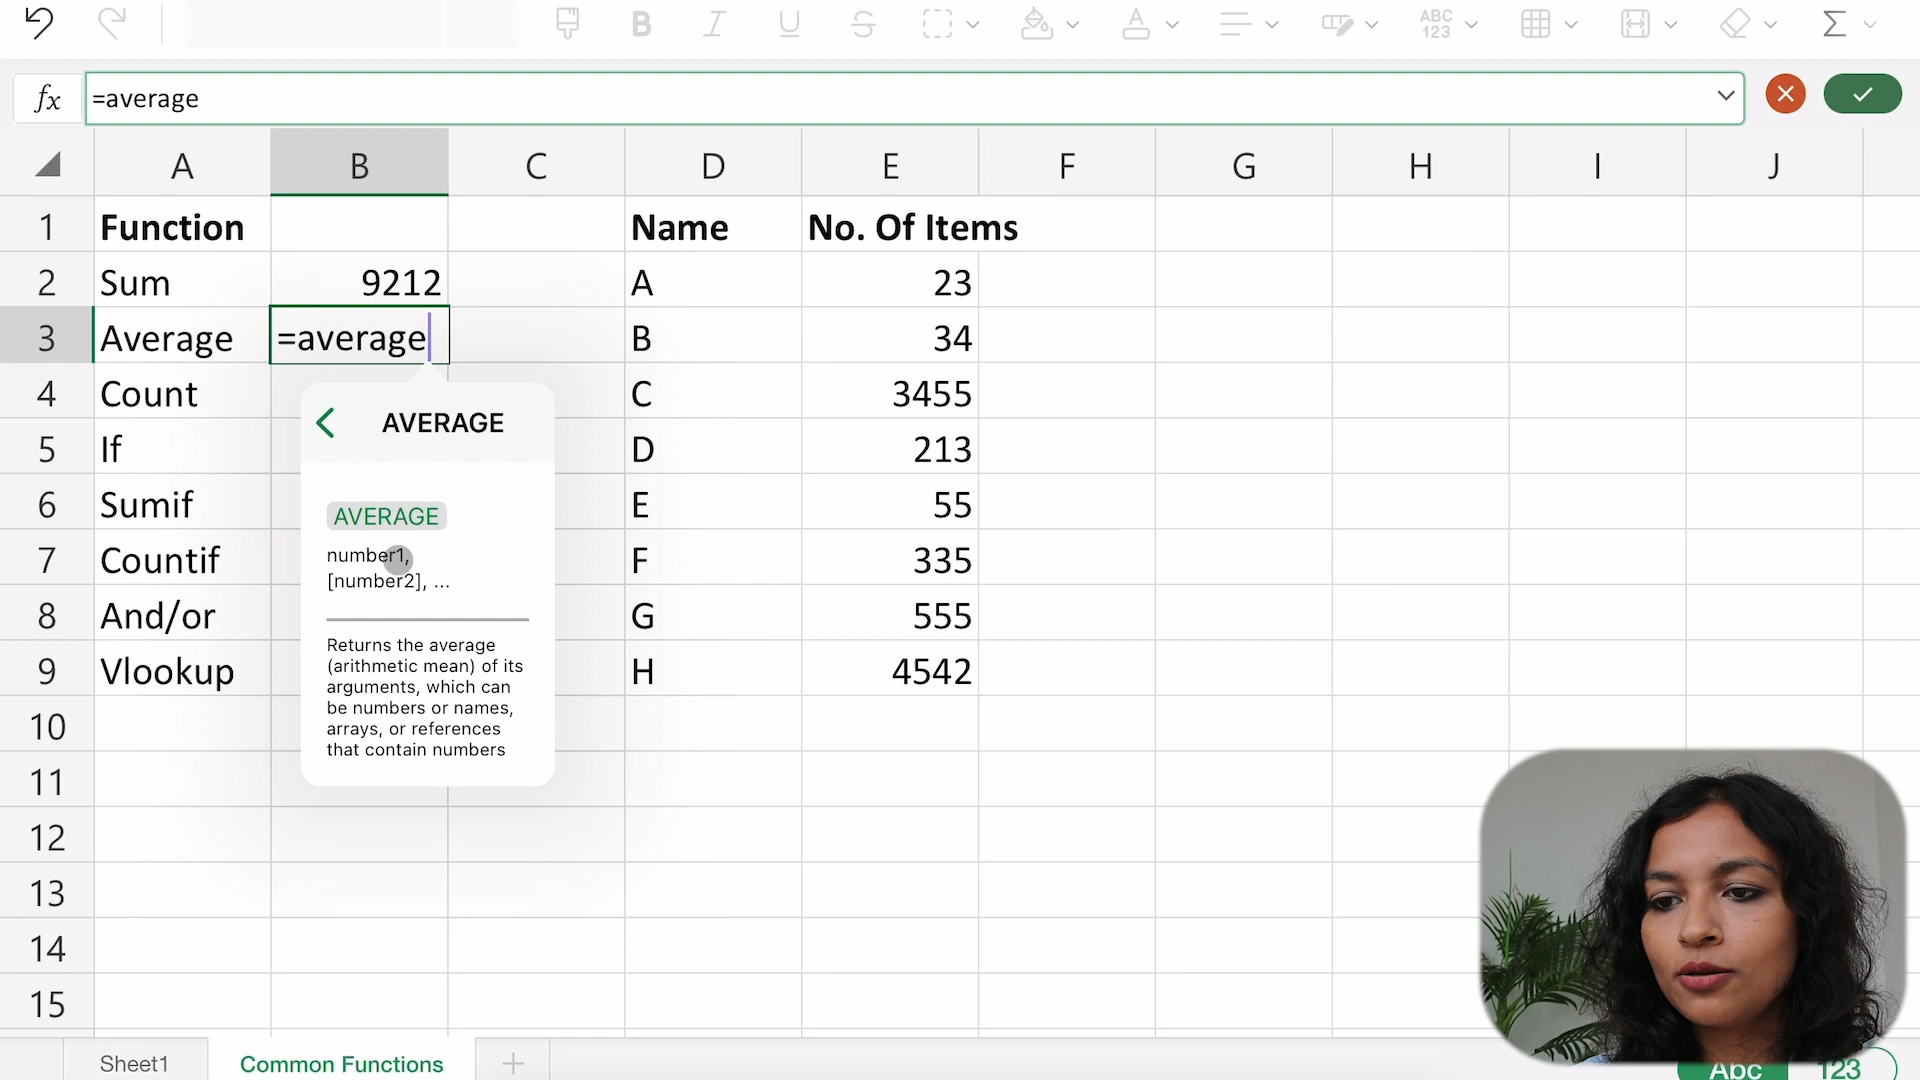 B I U S A ABC 123 Σ
fx =average
A B C D E F G H I J
1 Function Name No. Of Items
2 Sum 9212 A 23
3 Average =average B 34
4 Count C 3455
5 If D 213
6 Sumif E 55
7 Countif F 335
8 And/or G 555
9 Vlookup H 4542
10
11
12
13
14
15
AVERAGE
AVERAGE
number1,
[number2], ...
Returns the average
(arithmetic mean) of its
arguments, which can
be numbers or names,
arrays, or references
that contain numbers
Sheet1 Common Functions + Abc 123